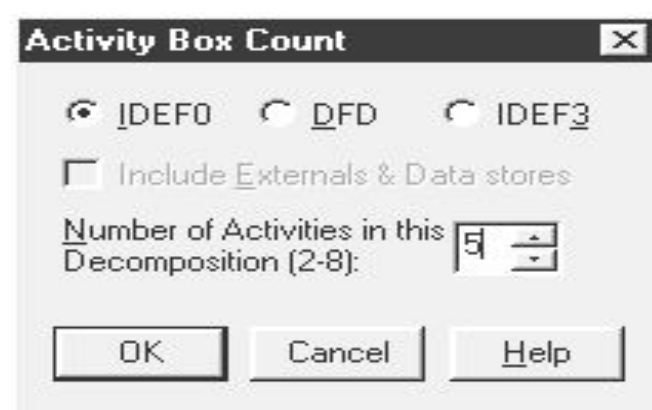 Activity Box Count
IDEF0 DFD IDEF3
Include Externals & Data stores
Number of Activities in this
Decomposition (2-8):
5
OK Cancel Help